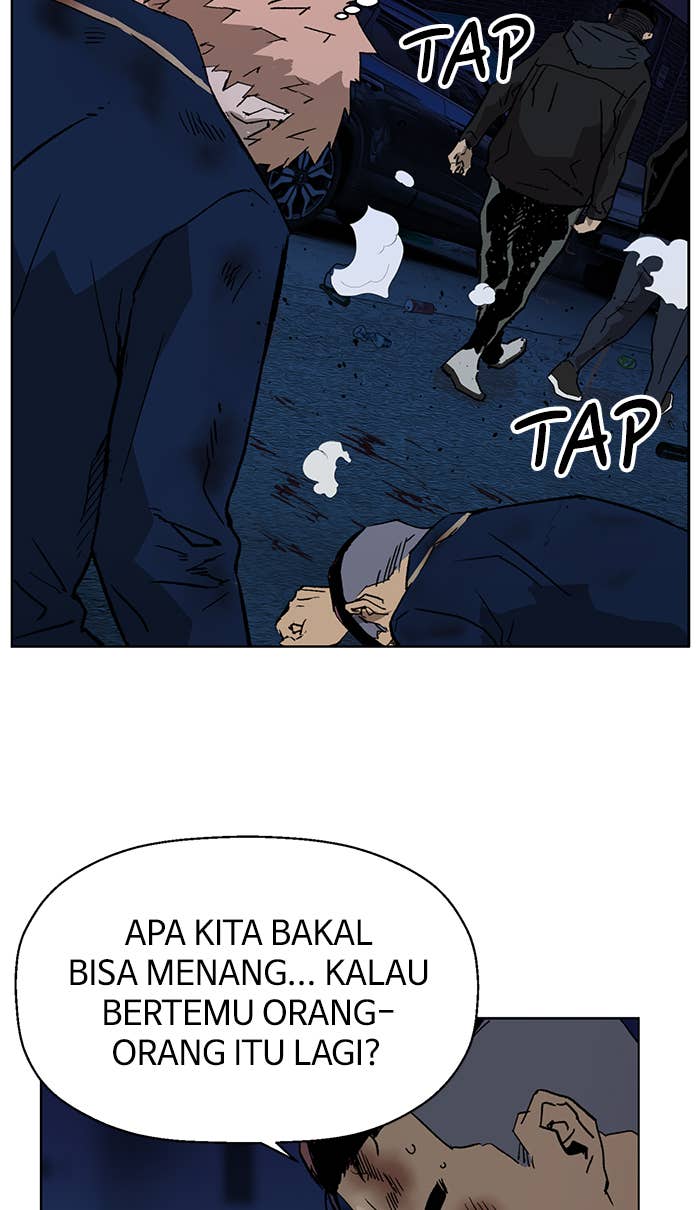 TAP
TAP
APA KITA BAKAL
BISA MENANG... KALAU
BERTEMU ORANG-
ORANG ITU LAGI?